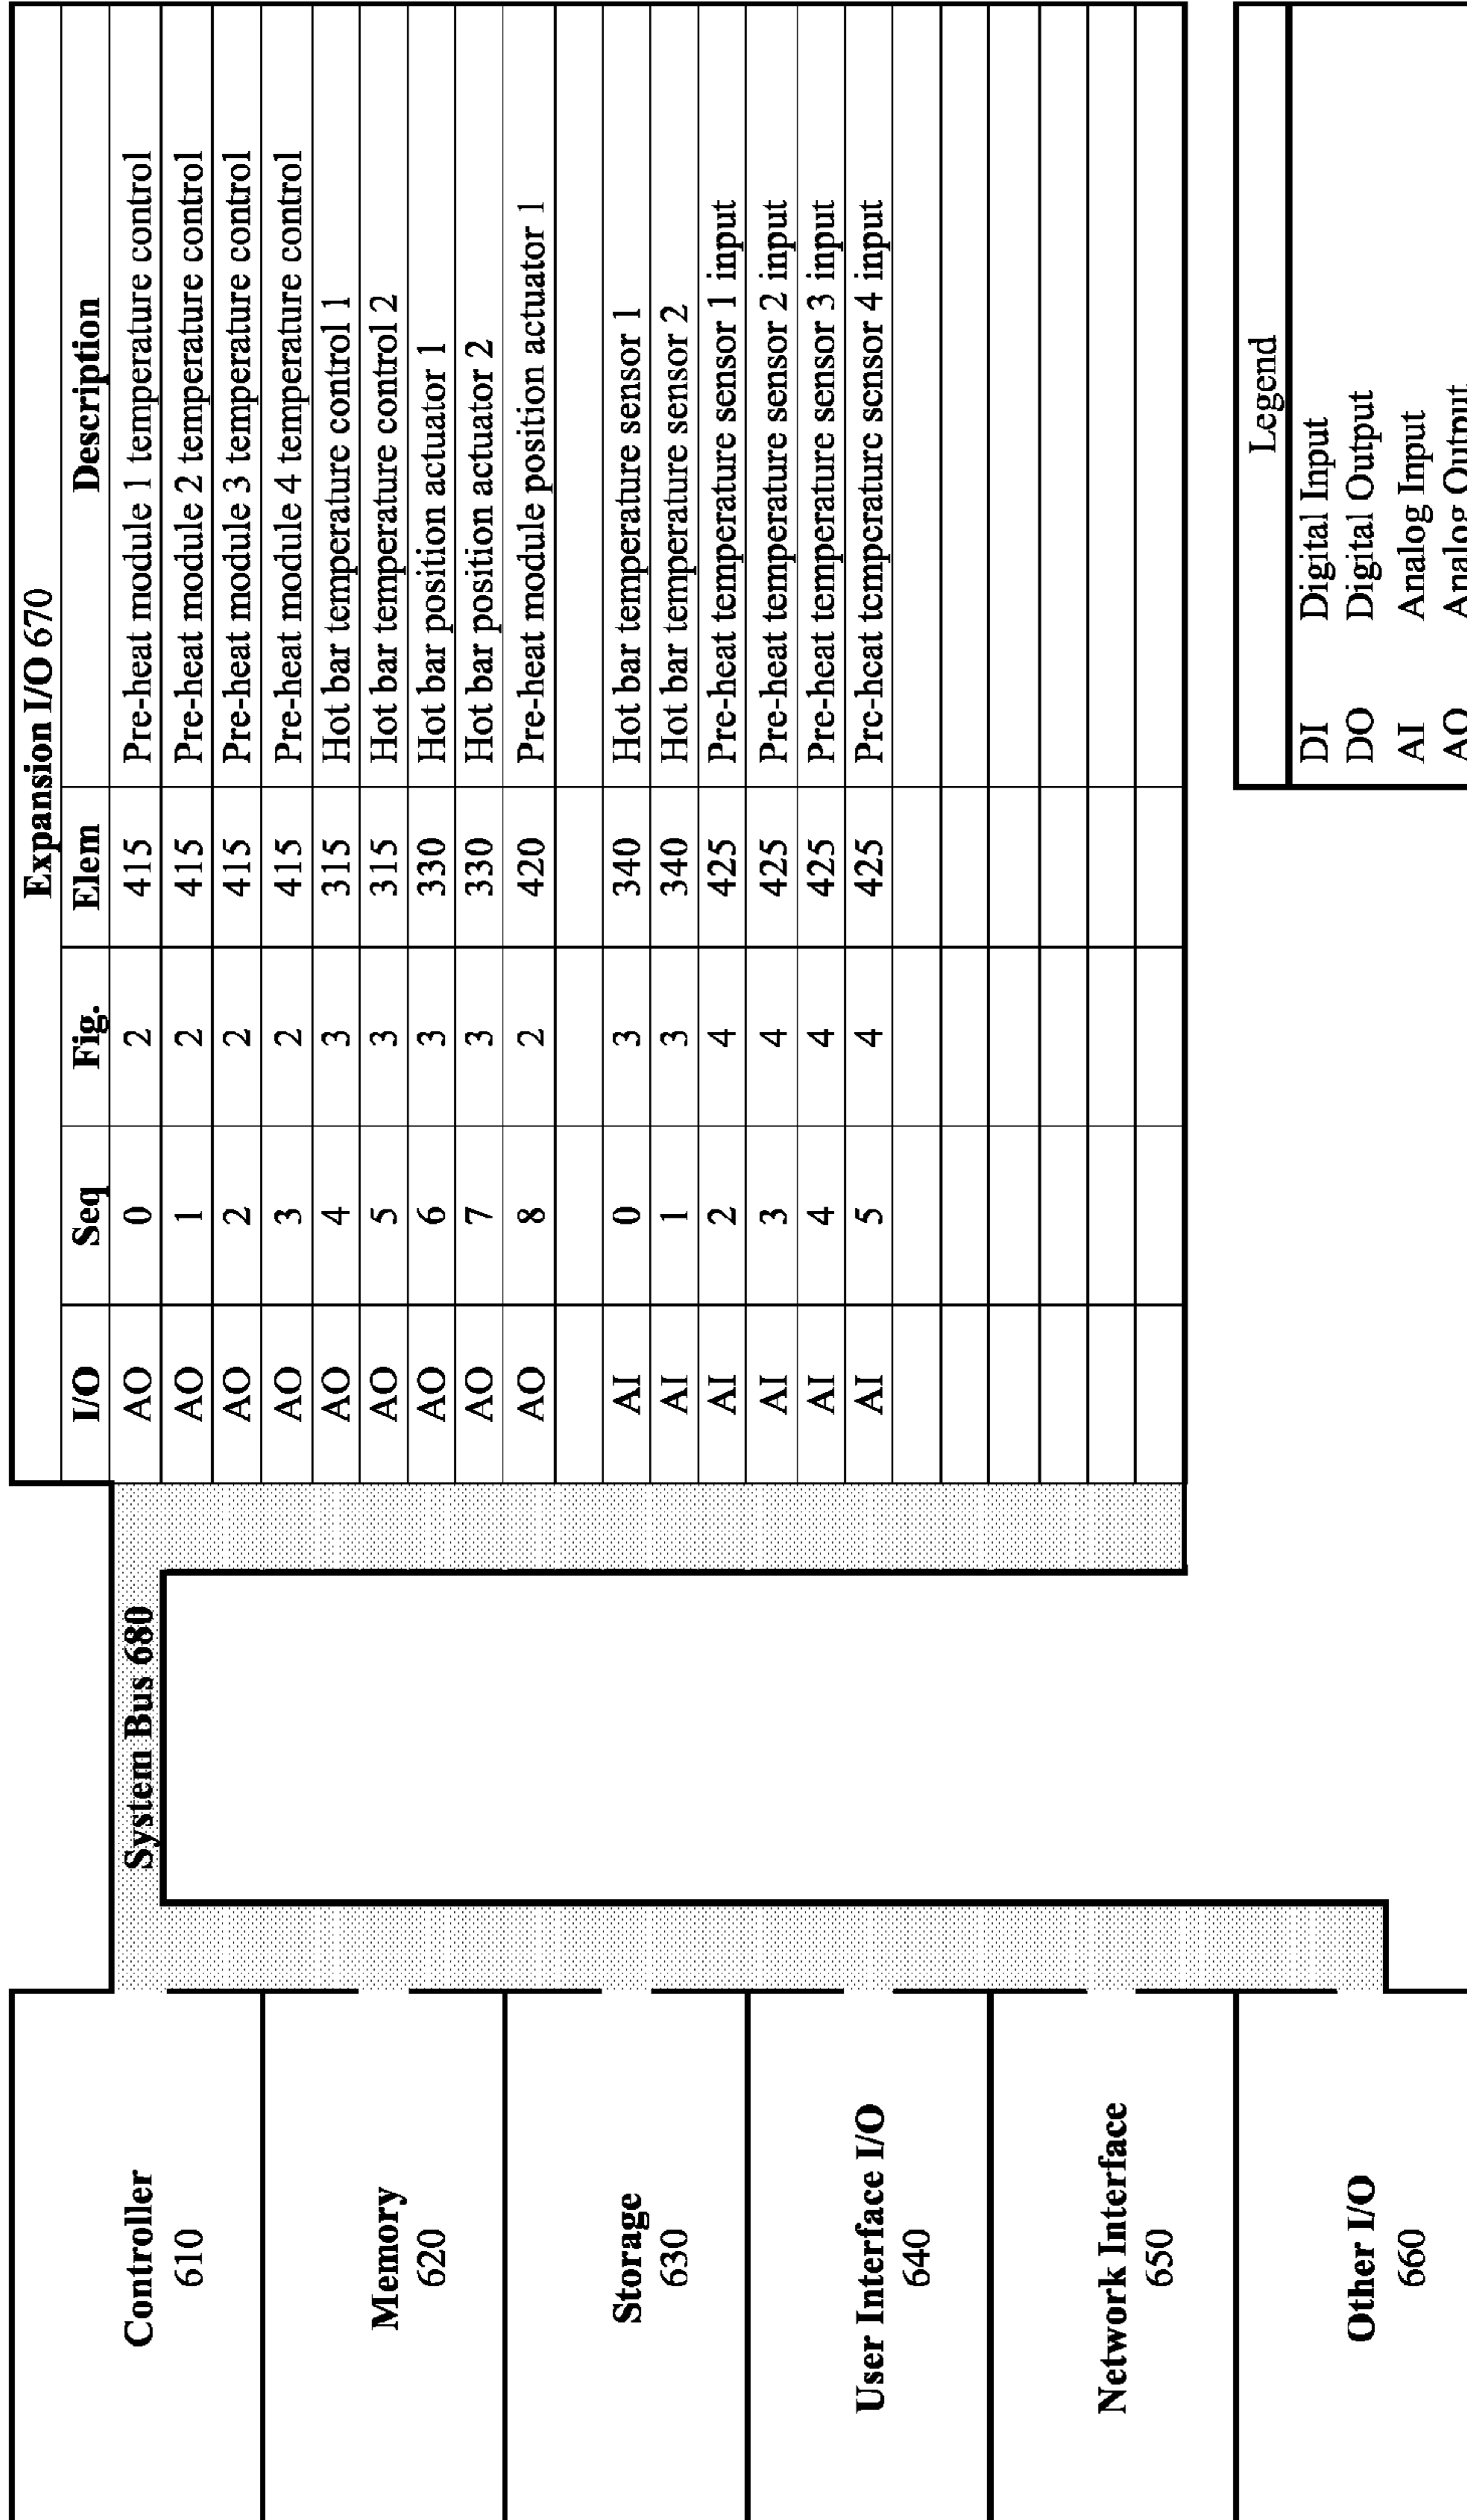 Controller
610
Memory
620
Storage
630
User Interface I/O
640
Network Interface
650
Other I/O
660
System Bus 680
Expansion I/O 670
I/O Seq Fig. Elem Description
AO 0 2 415 Pre-heat module 1 temperature control
AO 1 2 415 Pre-heat module 2 temperature control
AO 2 2 415 Pre-heat module 3 temperature control
AO 3 2 415 Pre-heat module 4 temperature control
AO 4 3 315 Hot bar temperature control 1
AO 5 3 315 Hot bar temperature control 2
AO 6 3 330 Hot bar position actuator 1
AO 7 3 330 Hot bar position actuator 2
AO 8 2 420 Pre-heat module position actuator 1
AI 0 3 340 Hot bar temperature sensor 1
AI 1 3 340 Hot bar temperature sensor 2
AI 2 4 425 Pre-heat temperature sensor 1 input
AI 3 4 425 Pre-heat temperature sensor 2 input
AI 4 4 425 Pre-heat temperature sensor 3 input
AI 5 4 425 Pre-heat temperature sensor 4 input
Legend
DI Digital Input
DO Digital Output
AI Analog Input
AO Analog Output